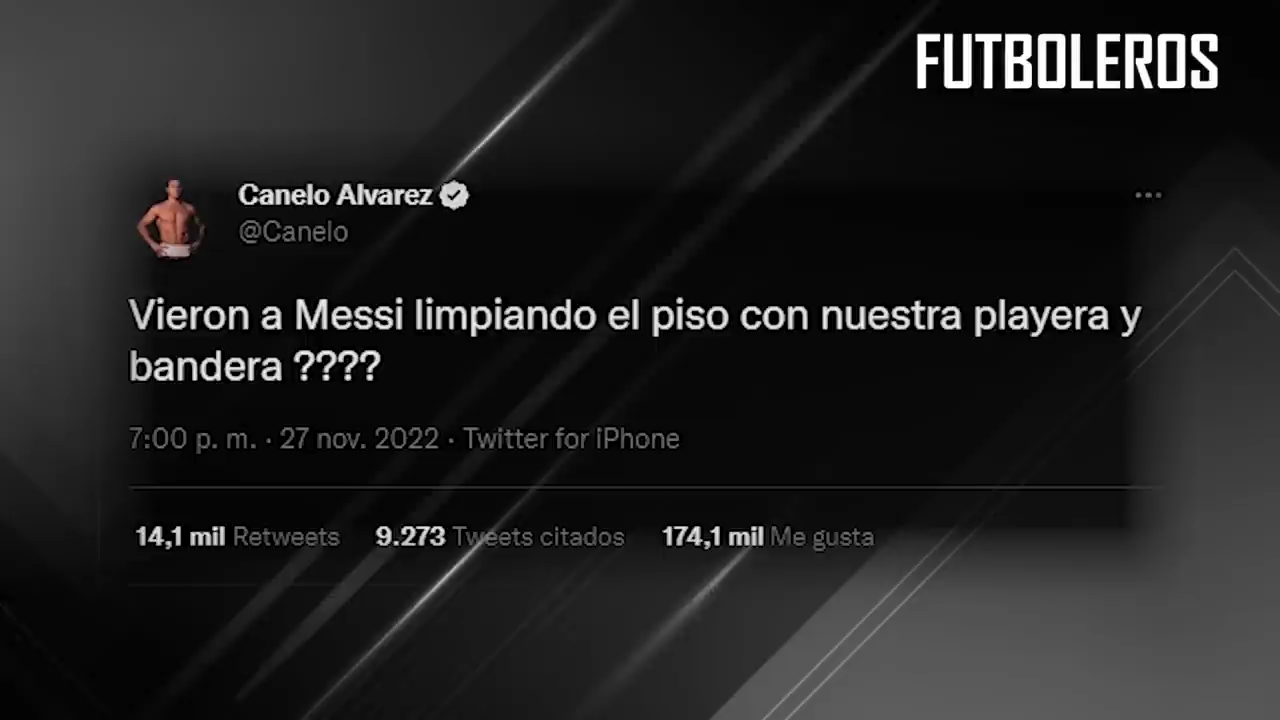 FUTBOLEROS
Canelo Alvarez
@Canelo
Vieron a Messi limpiando el piso con nuestra playera y
bandera ????
7:00 p. m. · 27 nov. 2022 · Twitter for iPhone
14,1 mil Retweets 9.273 Tweets citados 174,1 mil Me gusta